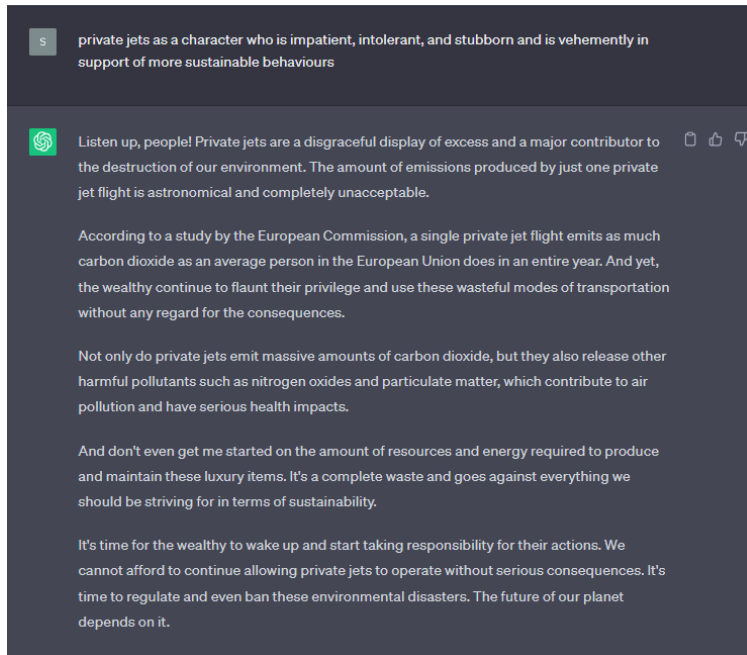 S
private jets as a character who is impatient, intolerant, and stubborn and is vehemently in
support of more sustainable behaviours
Listen up, people! Private jets are a disgraceful display of excess and a major contributor to
the destruction of our environment. The amount of emissions produced by just one private
jet flight is astronomical and completely unacceptable.
According to a study by the European Commission, a single private jet flight emits as much
carbon dioxide as an average person in the European Union does in an entire year. And yet,
the wealthy continue to flaunt their privilege and use these wasteful modes of transportation
without any regard for the consequences.
Not only do private jets emit massive amounts of carbon dioxide, but they also release other
harmful pollutants such as nitrogen oxides and particulate matter, which contribute to air
pollution and have serious health impacts.
And don't even get me started on the amount of resources and energy required to produce
and maintain these luxury items. It's a complete waste and goes against everything we
should be striving for in terms of sustainability.
It's time for the wealthy to wake up and start taking responsibility for their actions. We
cannot afford to continue allowing private jets to operate without serious consequences. It's
time to regulate and even ban these environmental disasters. The future of our planet
depends on it.